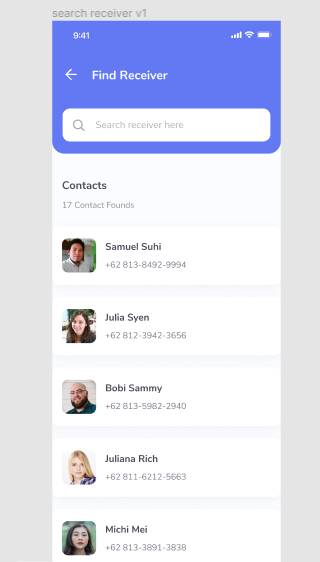 search receiver v1
9:41
Find Receiver
Search receiver here
Contacts
17 Contact Founds
Samuel Suhi
+62 813-8492-9994
Julia Syen
+62 812-3942-3656
Bobi Sammy
+62 813-5982-2940
Juliana Rich
+62 811-6212-5663
Michi Mei
+62 813-3891-3838